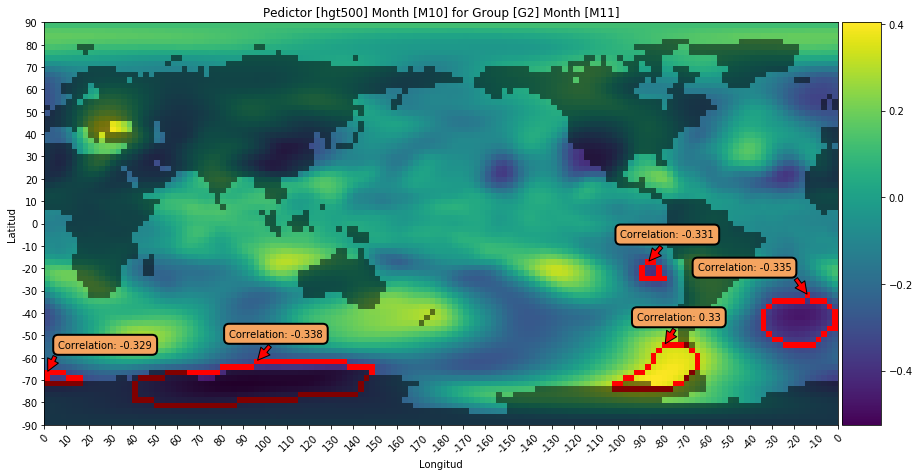 Pedictor [hgt500] Month [M10] for Group [G2] Month [M11]
90
80
70
60
50
40
30
20
10
0
-10
-20
-30
-40
-50
-60
-70
-80
-90
Latitud
Correlation: -0.331
Correlation: -0.335
Correlation: 0.33
Correlation: -0.338
Correlation: -0.329
0.4
0.2
0.0
-0.2
-0.4
0 10 20 30 40 50 60 70 80 90 100 110 120 130 140 150 160 170 180 -170 -160 -150 -140 -130 -120 -110 -100 -90 -80 -70 -60 -50 -40 -30 -20 -10 0
Longitud